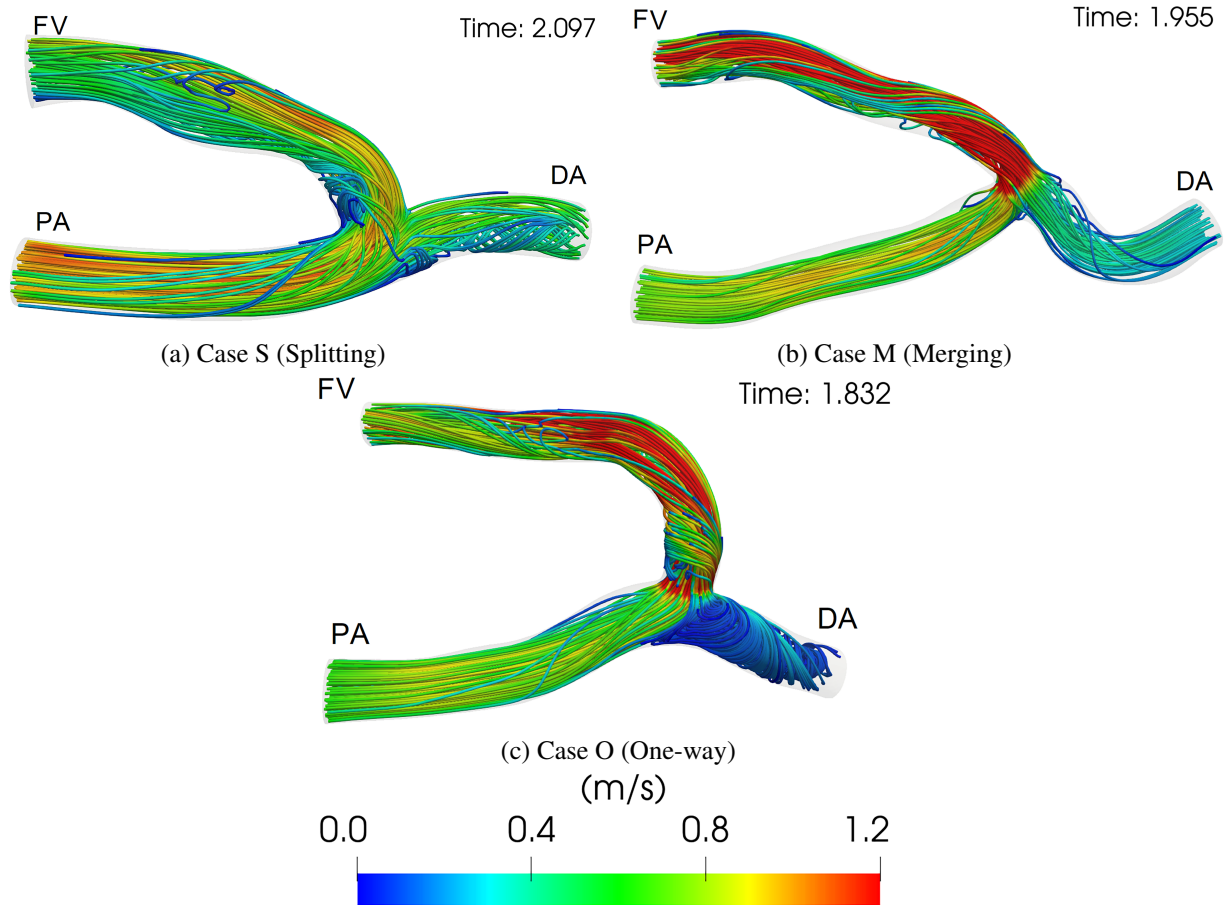 FV
Time: 2.097
DA
PA
(a) Case S (Splitting)
Time: 1.955
FV
DA
PA
(b) Case M (Merging)
FV
Time: 1.832
PA
DA
(c) Case O (One-way)
(m/s)
0.0 0.4 0.8 1.2